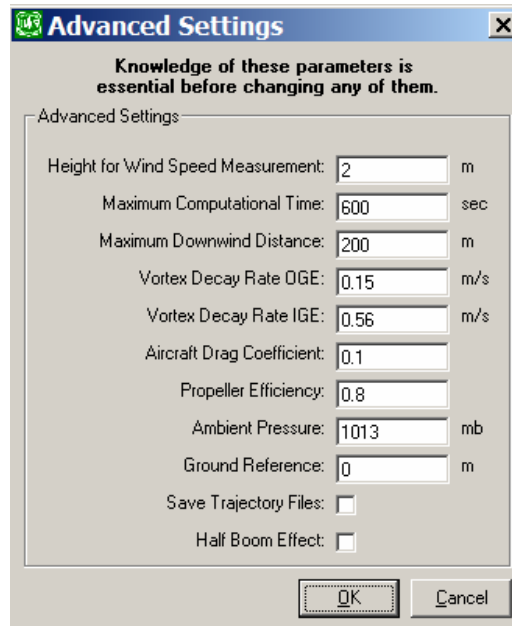 Advanced Settings
Knowledge of these parameters is
essential before changing any of them.
Advanced Settings
Height for Wind Speed Measurement: 2 m
Maximum Computational Time: 600 sec
Maximum Downwind Distance: 200 m
Vortex Decay Rate OGE: 0.15 m/s
Vortex Decay Rate IGE: 0.56 m/s
Aircraft Drag Coefficient: 0.1
Propeller Efficiency: 0.8
Ambient Pressure: 1013 mb
Ground Reference: 0 m
Save Trajectory Files:
Half Boom Effect:
OK Cancel